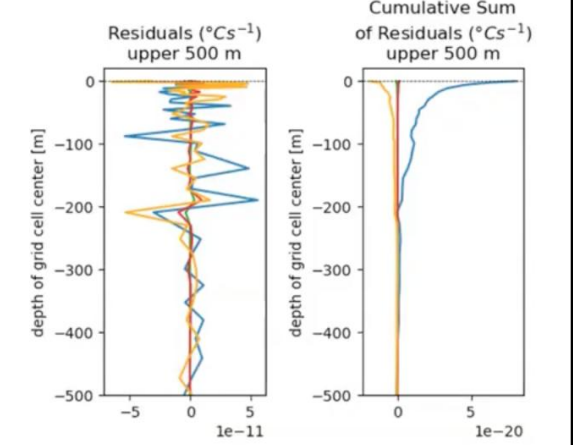 Residuals (°Cs⁻¹)
upper 500 m
depth of grid cell center [m]
0
−100
−200
−300
−400
−500
−5
0
5
1e−11
Cumulative Sum
of Residuals (°Cs⁻¹)
upper 500 m
depth of grid cell center [m]
0
−100
−200
−300
−400
−500
0
5
1e−20